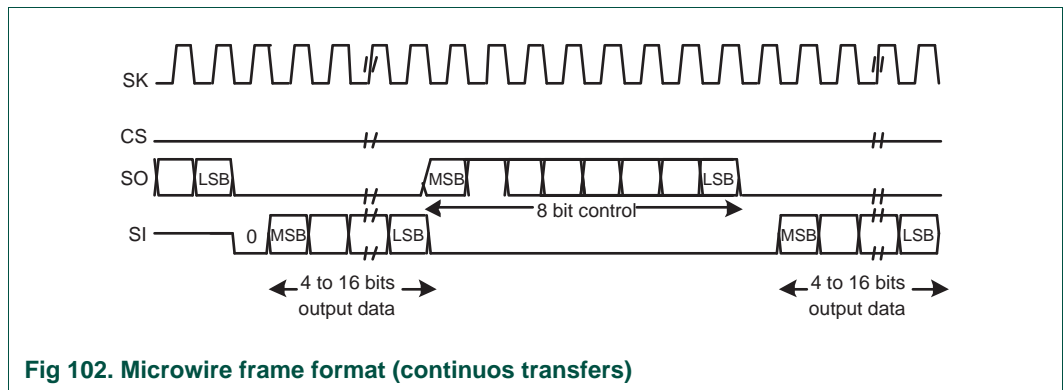 SK
CS
SO LSB MSB LSB
8 bit control
SI 0 MSB LSB MSB LSB
4 to 16 bits 4 to 16 bits
output data output data
Fig 102. Microwire frame format (continuos transfers)